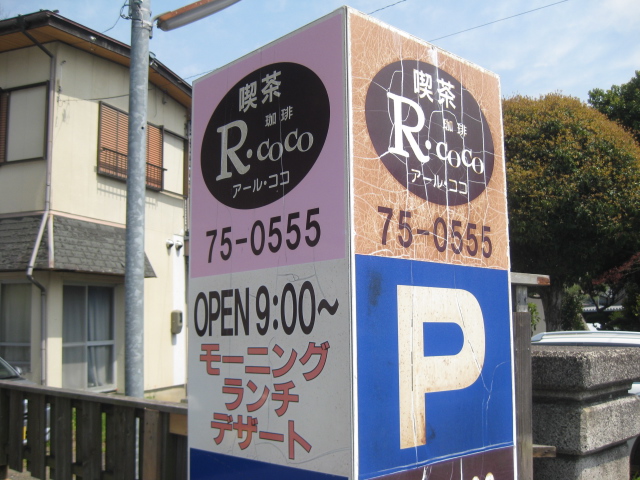 喫茶
珈琲
R・coco
アール・ココ
75-0555
OPEN 9:00~
モーニング
ランチ
デザート
喫茶
珈琲
R・coco
アール・ココ
75-0555
P